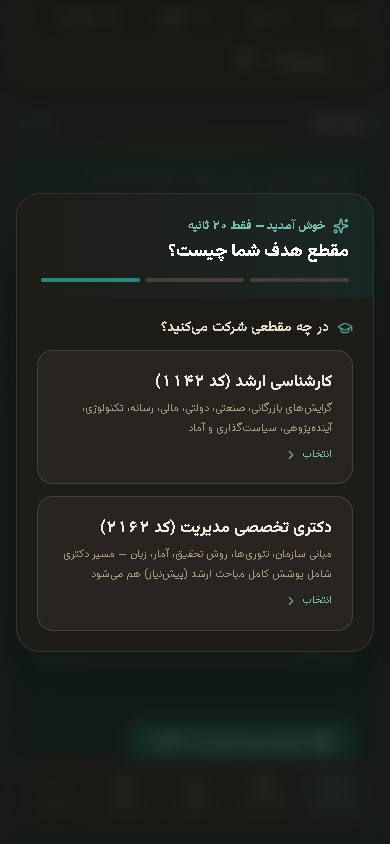 خوش آمدید — فقط ۲۰ ثانیه
مقطع هدف شما چیست؟
در چه مقطعی شرکت می‌کنید؟
کارشناسی ارشد (کد ۱۱۴۲)
گرایش‌های بازرگانی، صنعتی، دولتی، مالی، رسانه، تکنولوژی،
آینده‌پژوهی، سیاست‌گذاری و آماد
انتخاب
دکتری تخصصی مدیریت (کد ۲۱۶۲)
مبانی سازمان، تئوری‌ها، روش تحقیق، آمار، زبان — مسیر دکتری
شامل پوشش کامل مباحث ارشد (پیش‌نیاز) هم می‌شود
انتخاب